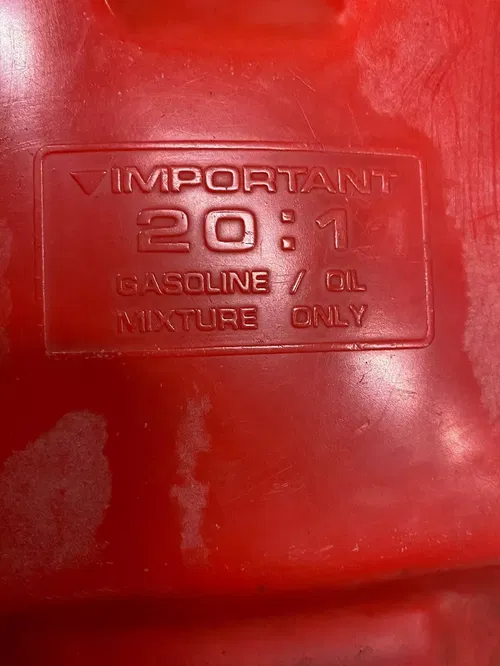 IMPORTANT
20:1
GASOLINE / OIL
MIXTURE ONLY